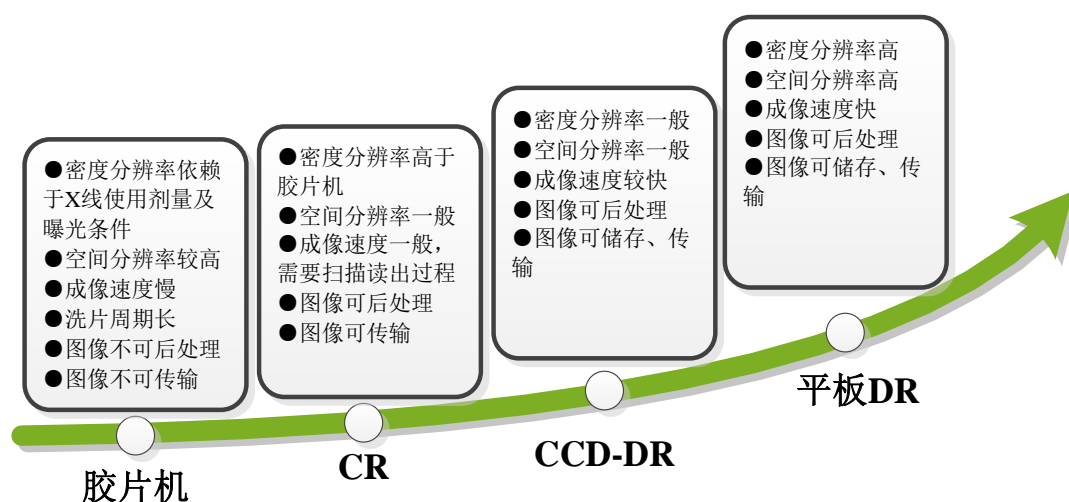 ●密度分辨率依赖
于X线使用剂量及
曝光条件
●空间分辨率较高
●成像速度慢
●洗片周期长
●图像不可后处理
●图像不可传输
胶片机
●密度分辨率高于
胶片机
●空间分辨率一般
●成像速度一般，
需要扫描读出过程
●图像可后处理
●图像可传输
CR
●密度分辨率一般
●空间分辨率一般
●成像速度较快
●图像可后处理
●图像可储存、传
输
CCD-DR
●密度分辨率高
●空间分辨率高
●成像速度快
●图像可后处理
●图像可储存、传
输
平板DR